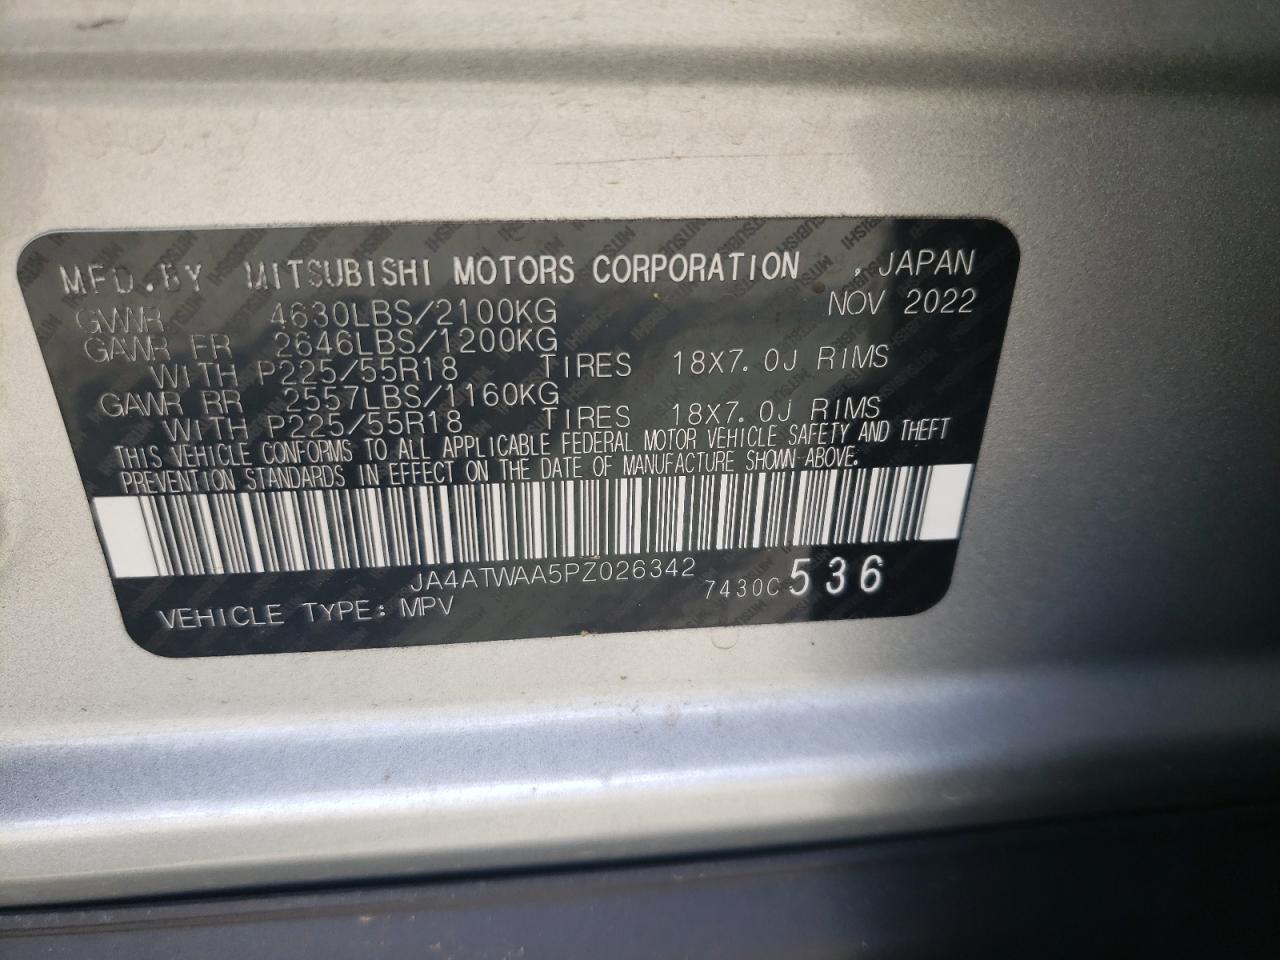 MFD.BY MITSUBISHI MOTORS CORPORATION , JAPAN
NOV 2022
GVWR 4630LBS/2100KG
GAWR FR 2646LBS/1200KG
WITH P225/55R18 TIRES 18X7.0J RIMS
GAWR RR 2557LBS/1160KG
WITH P225/55R18 TIRES 18X7.0J RIMS
THIS VEHICLE CONFORMS TO ALL APPLICABLE FEDERAL MOTOR VEHICLE SAFETY AND THEFT
PREVENTION STANDARDS IN EFFECT ON THE DATE OF MANUFACTURE SHOWN ABOVE.
JA4ATWAA5PZ026342
7430C 536
VEHICLE TYPE: MPV